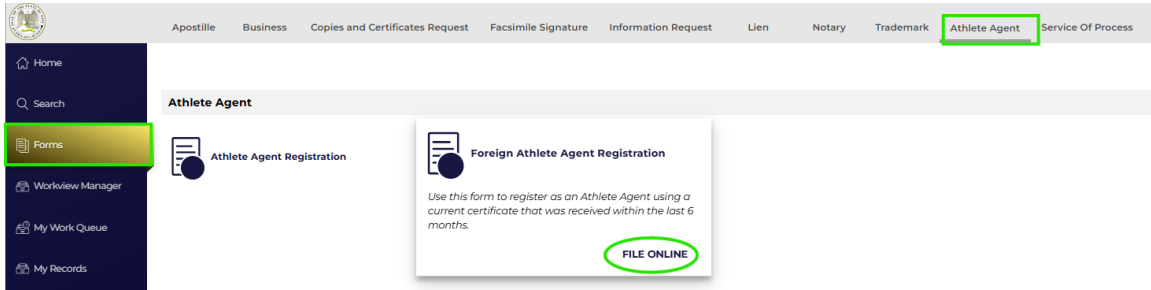 Apostille Business Copies and Certificates Request Facsimile Signature Information Request Lien Notary Trademark Athlete Agent Service Of Process
Home
Search
Forms
Workview Manager
My Work Queue
My Records
Athlete Agent
Athlete Agent Registration
Foreign Athlete Agent Registration
Use this form to register as an Athlete Agent using a
current certificate that was received within the last 6
months.
FILE ONLINE